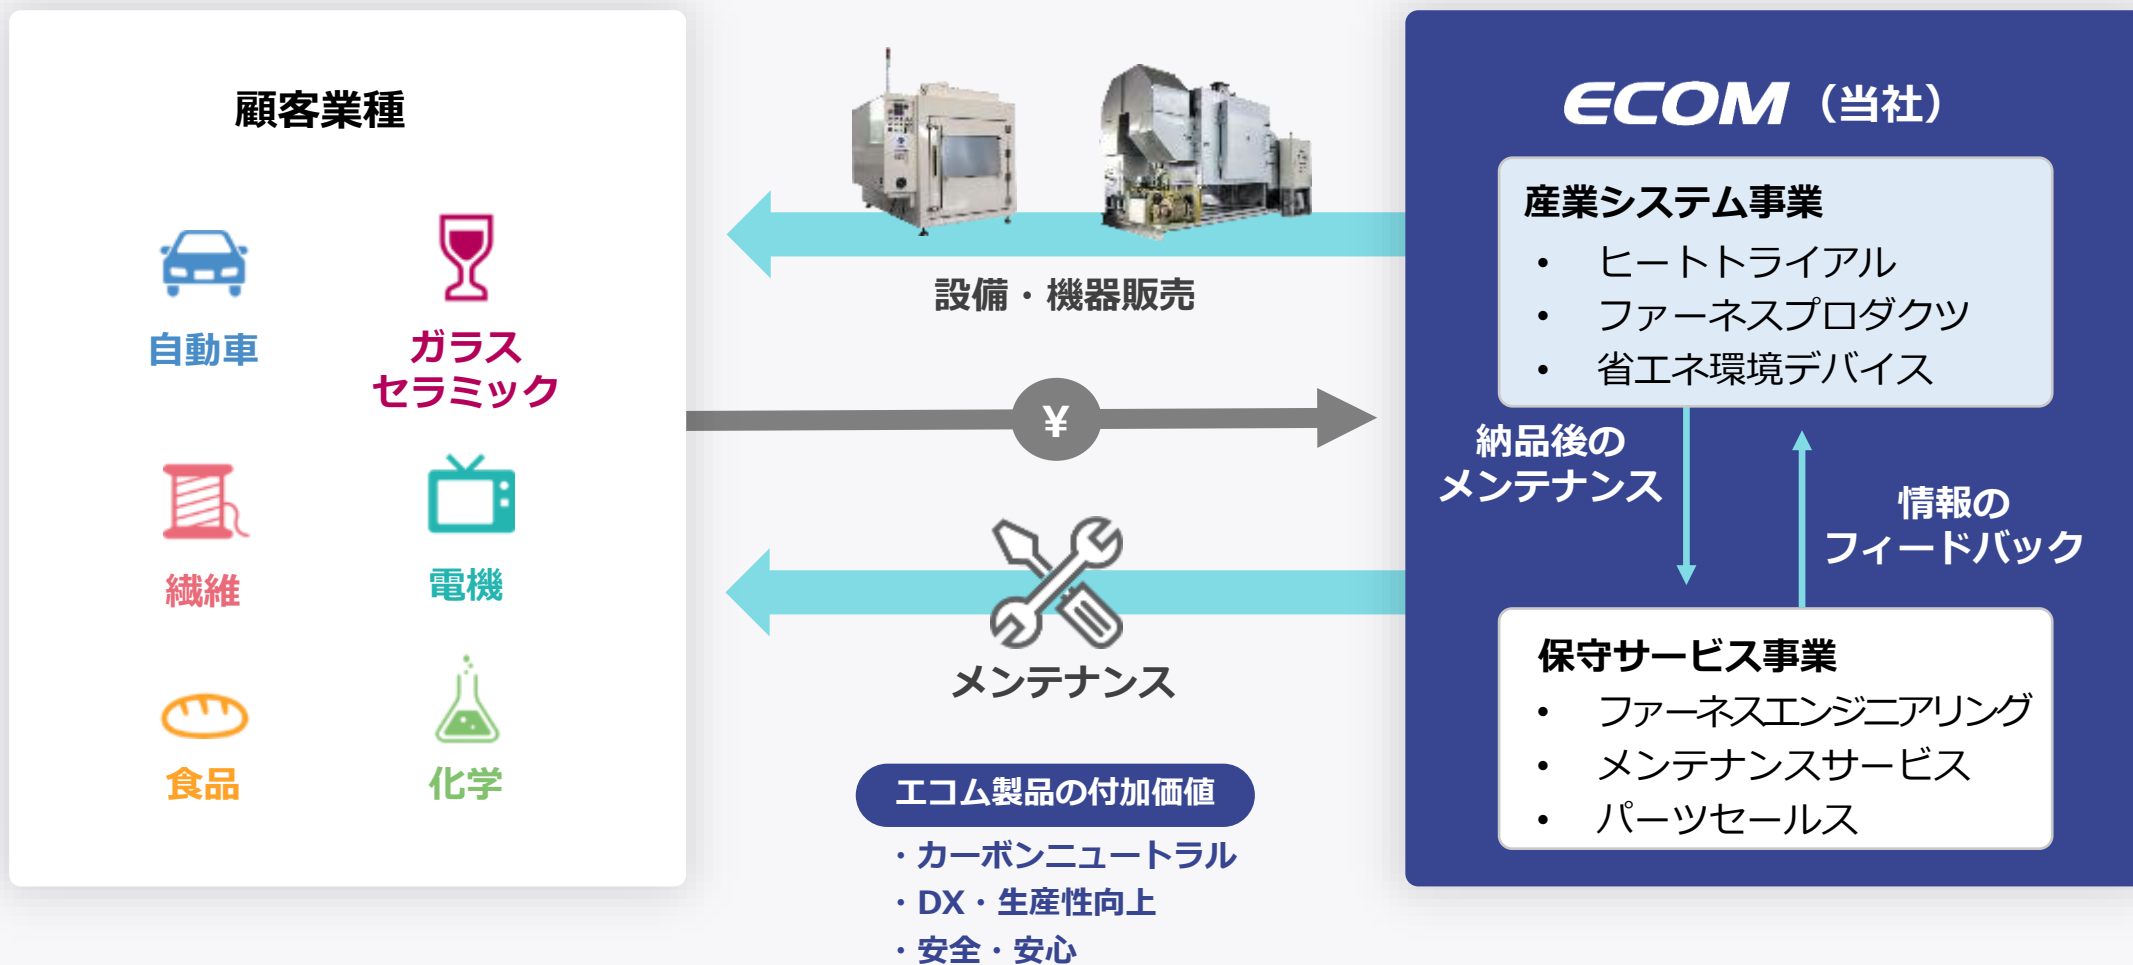 顧客業種
自動車
ガラス
セラミック
繊維
電機
食品
化学
設備・機器販売
¥
メンテナンス
エコム製品の付加価値
・カーボンニュートラル
・DX・生産性向上
・安全・安心
ECOM（当社）
産業システム事業
• ヒートトライアル
• ファーネスプロダクツ
• 省エネ環境デバイス
納品後の
メンテナンス
情報の
フィードバック
保守サービス事業
• ファーネスエンジニアリング
• メンテナンスサービス
• パーツセールス